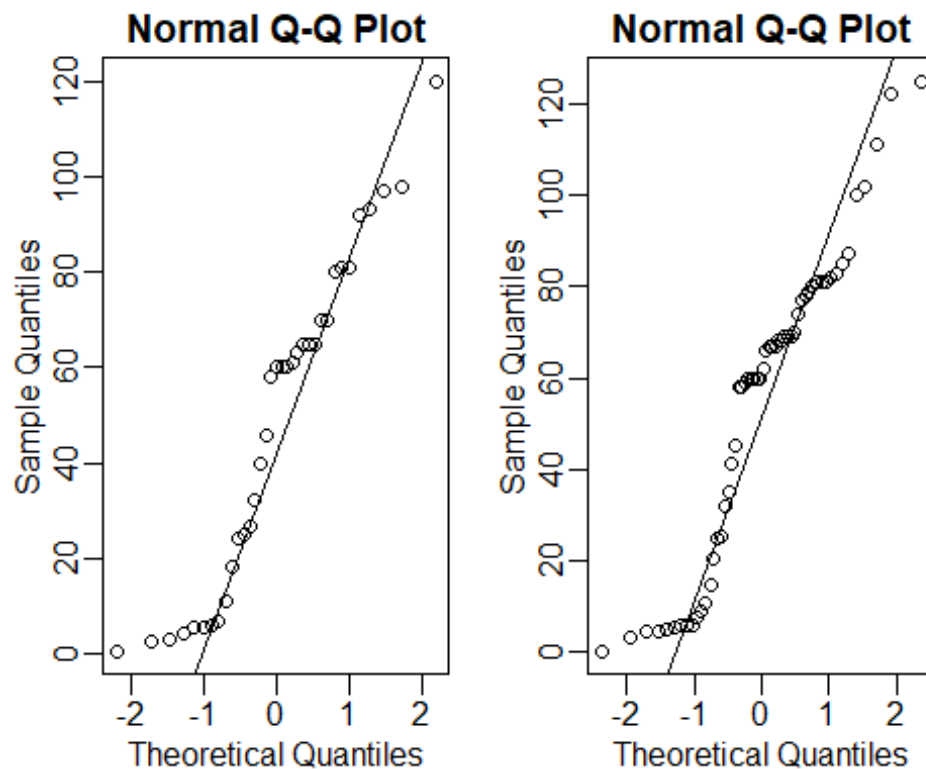 Normal Q-Q Plot
Sample Quantiles
0 20 40 60 80 100 120
-2 -1 0 1 2
Theoretical Quantiles
Normal Q-Q Plot
Sample Quantiles
0 20 40 60 80 100 120
-2 -1 0 1 2
Theoretical Quantiles